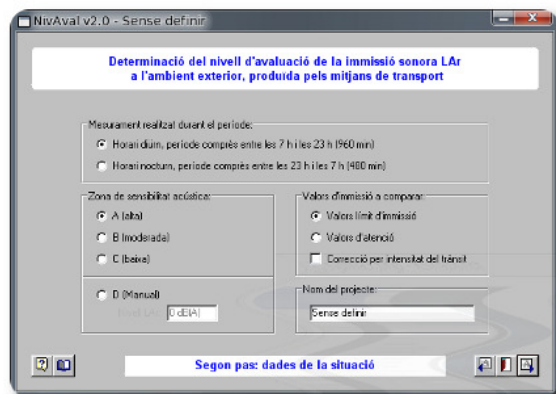 NivAval v2.0 - Sense definir
Determinació del nivell d'avaluació de la immissió sonora LAr
a l'ambient exterior, produïda pels mitjans de transport
Mesurament realitzat durant el període:
Horari diürn, període comprès entre les 7 h i les 23 h (960 min)
Horari nocturn, període comprès entre les 23 h i les 7 h (480 min)
Zona de sensibilitat acústica:
A (alta)
B (moderada)
C (baixa)
D (Manual)
0 dB(A)
Valors d'immissió a comparar:
Valors límit d'immissió
Valors d'atenció
Correcció per intensitat del trànsit
Nom del projecte:
Sense definir
Segon pas: dades de la situació